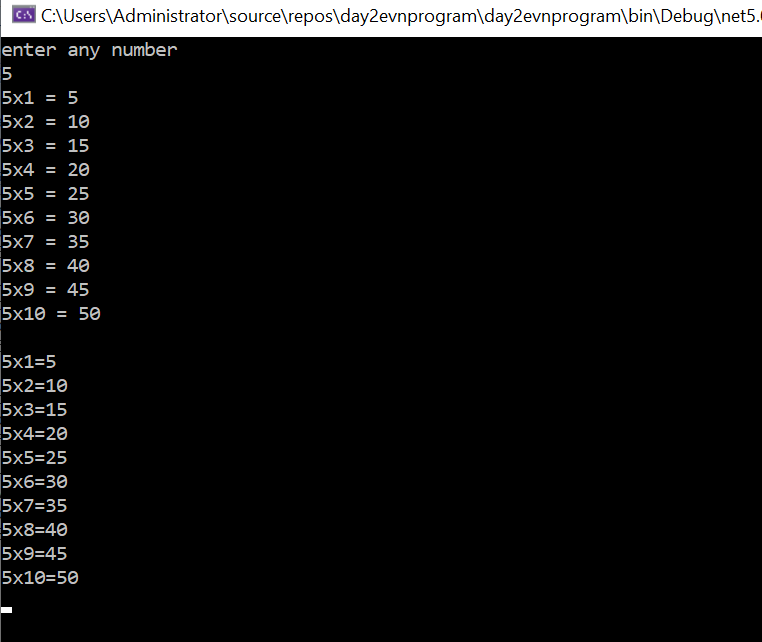 C:\Users\Administrator\source\repos\day2evnprogram\day2evnprogram\bin\Debug\net5.
enter any number
5
5x1 = 5
5x2 = 10
5x3 = 15
5x4 = 20
5x5 = 25
5x6 = 30
5x7 = 35
5x8 = 40
5x9 = 45
5x10 = 50
5x1=5
5x2=10
5x3=15
5x4=20
5x5=25
5x6=30
5x7=35
5x8=40
5x9=45
5x10=50